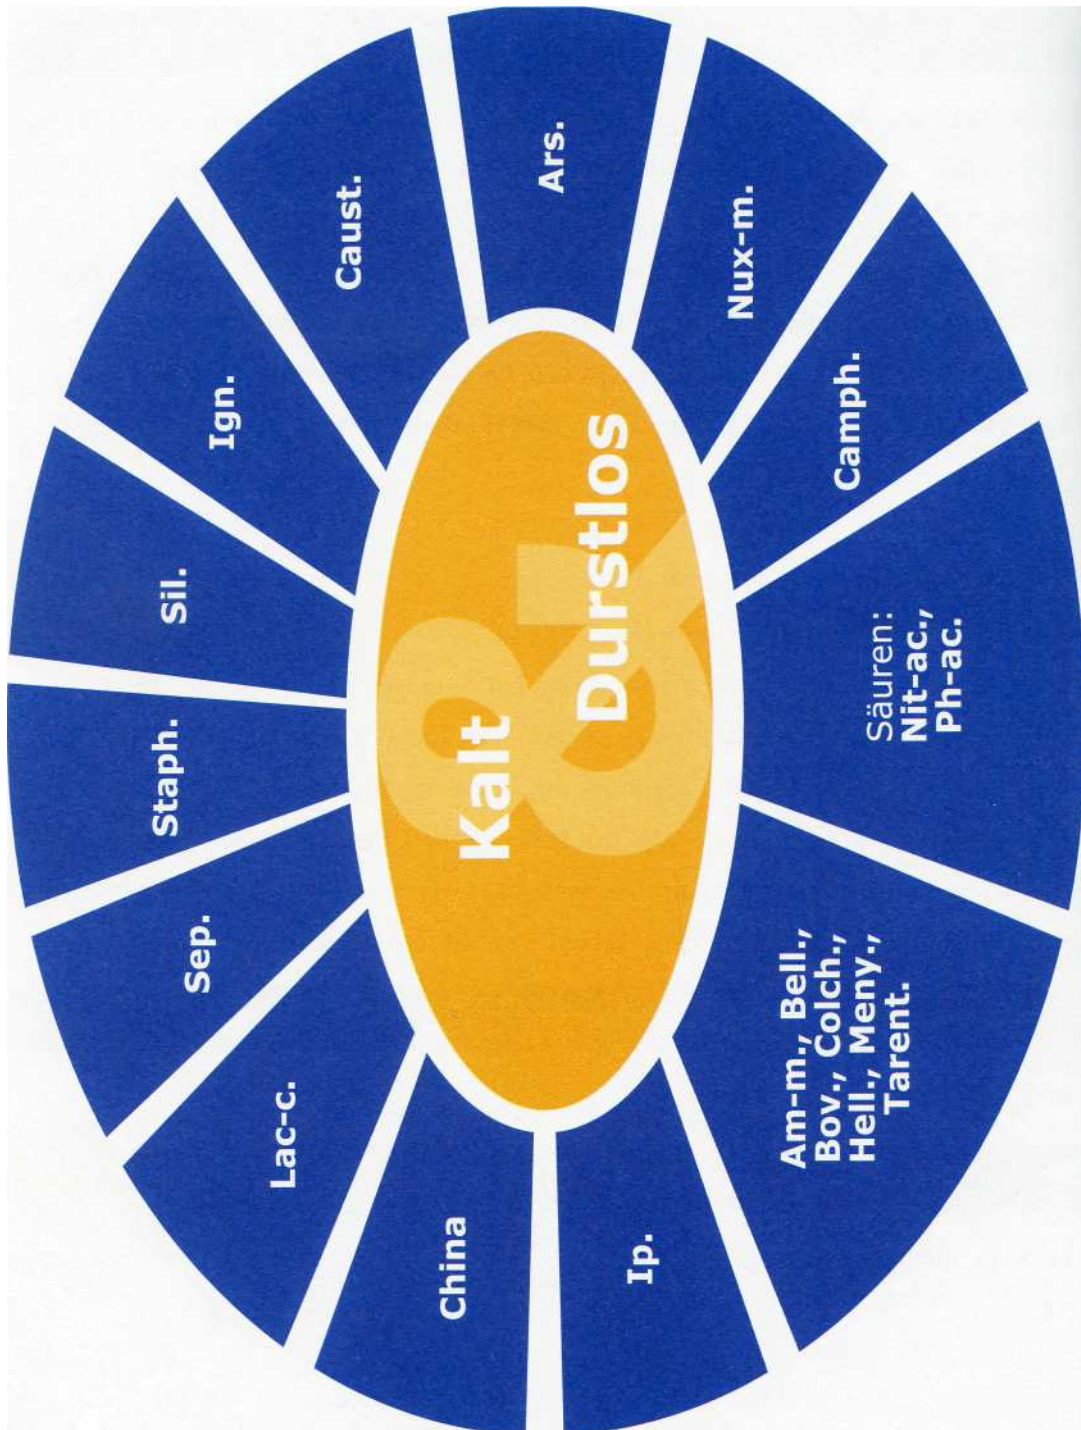 Sep.
Staph.
Sil.
Ign.
Lac-c.
Caust.
China
Kalt
&
Durstlos
Ars.
Ip.
Nux-m.
Am-m., Bell.,
Bov., Colch.,
Hell., Meny.,
Tarent.
Säuren:
Nit-ac.,
Ph-ac.
Camph.